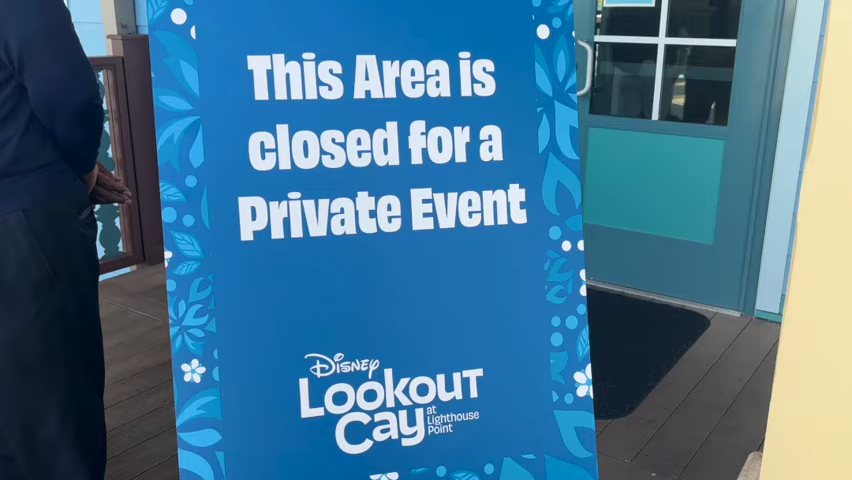 This Area is
closed for a
Private Event
Disney
Lookout
Cay at
Lighthouse
Point